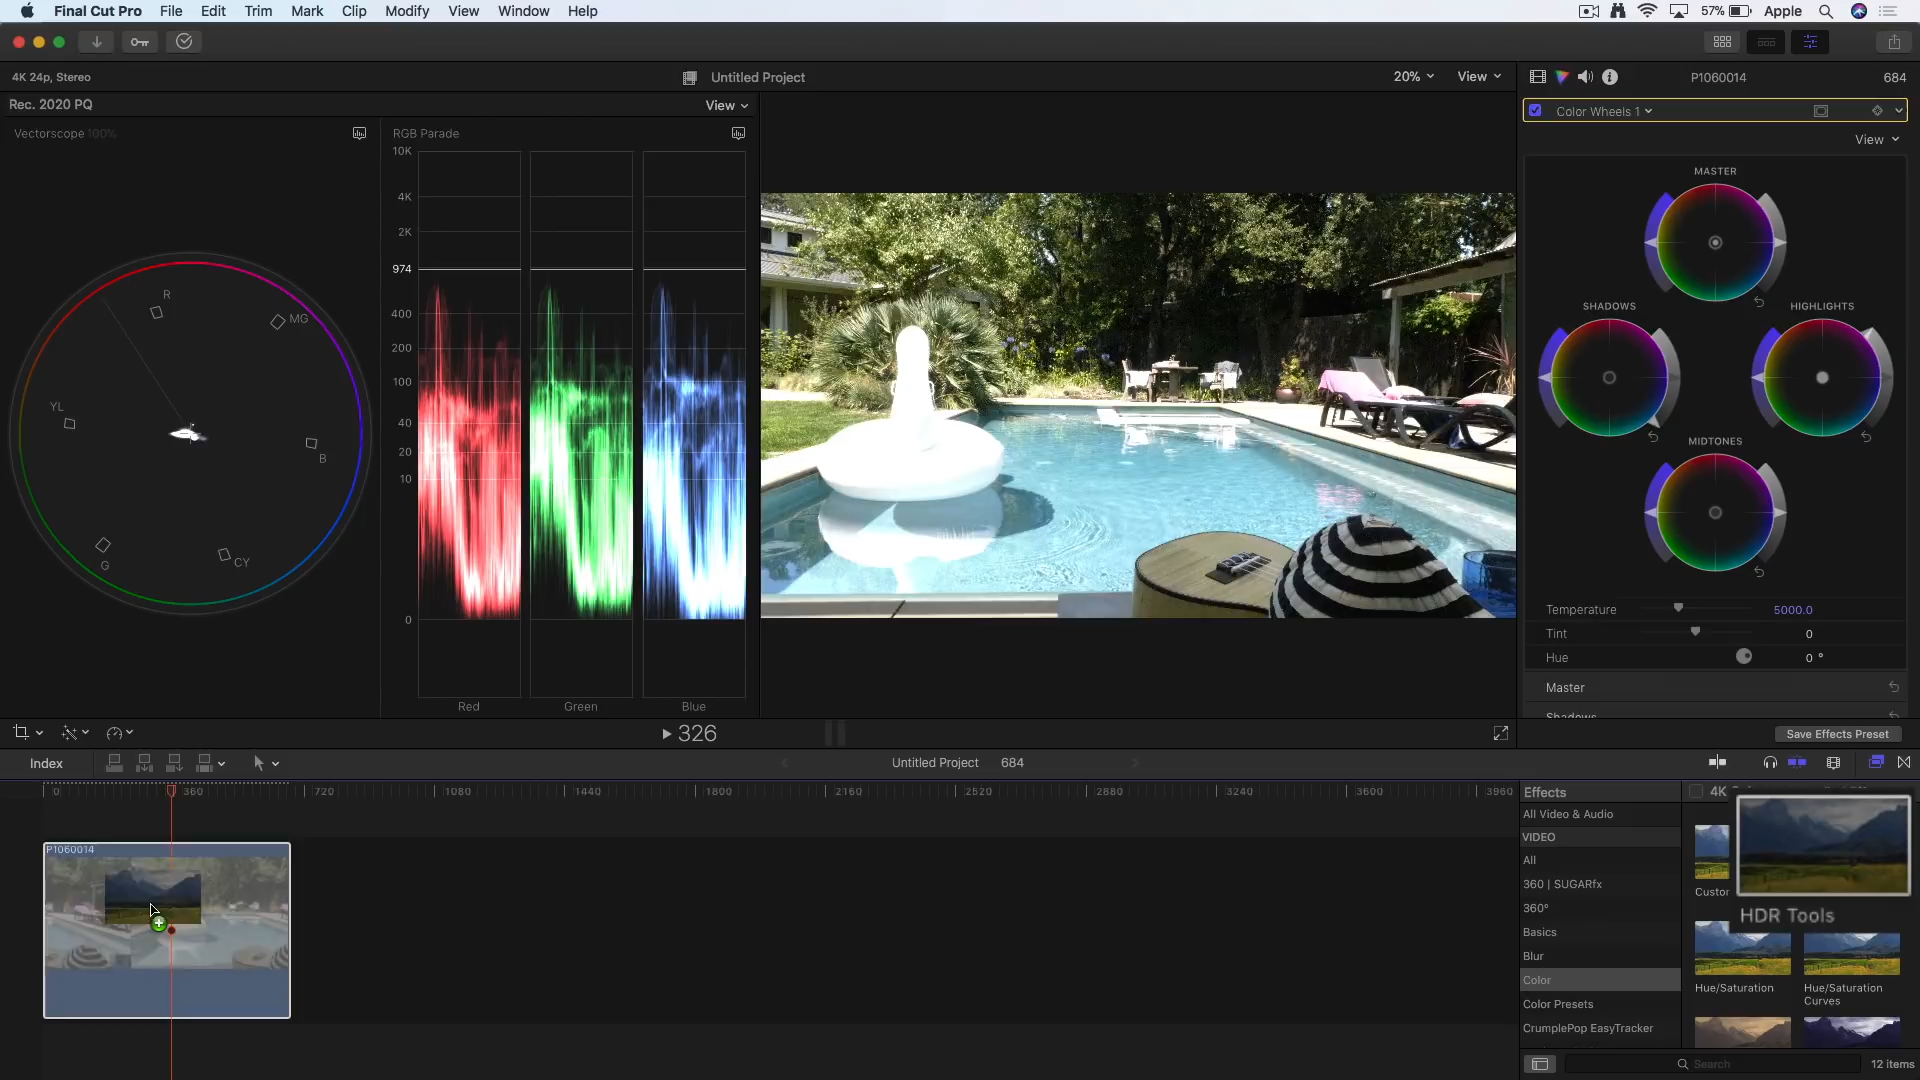 Final Cut Pro File Edit Trim Mark Clip Modify View Window Help 57% Apple
4K 24p, Stereo Untitled Project 20% View P1060014 684
Rec. 2020 PQ View
Color Wheels 1
View
Vectorscope 100%
RGB Parade
10K
4K
2K
974
400
200
100
40
20
10
0
Red Green Blue
R
MG
YL
B
G
CY
MASTER
SHADOWS HIGHLIGHTS
MIDTONES
Temperature 5000.0
Tint 0
Hue 0 °
Master
Shadows
326
Save Effects Preset
Index Untitled Project 684
0 360 720 1080 1440 1800 2160 2520 2880 3240 3600 3960
P1060014
Effects
All Video & Audio
VIDEO
All
360 | SUGARfx
360°
Basics
Blur
Color
Color Presets
CrumplePop EasyTracker
4K
Custo
HDR Tools
Hue/Saturation
Hue/Saturation
Curves
Search 12 items